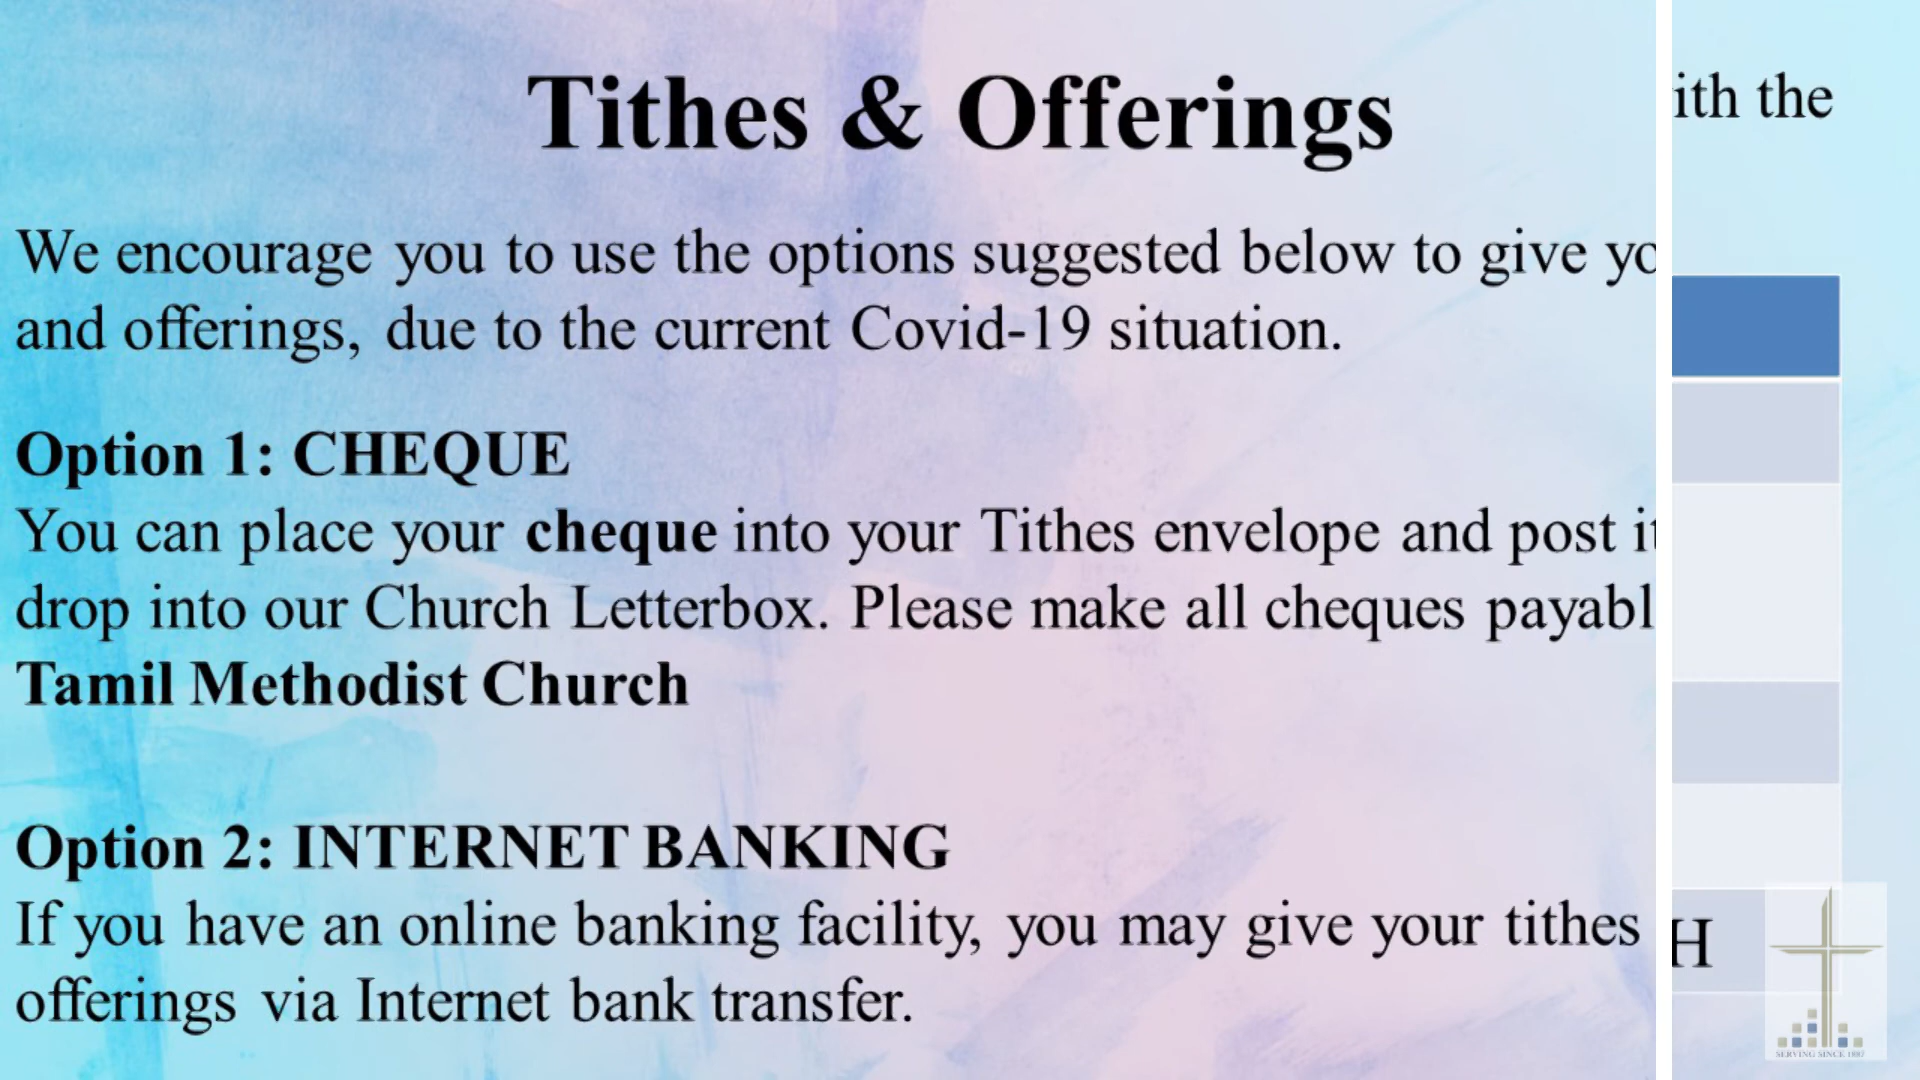 Tithes & Offerings
We encourage you to use the options suggested below to give yo
and offerings, due to the current Covid-19 situation.
Option 1: CHEQUE
You can place your cheque into your Tithes envelope and post it
drop into our Church Letterbox. Please make all cheques payabl
Tamil Methodist Church
Option 2: INTERNET BANKING
If you have an online banking facility, you may give your tithes
offerings via Internet bank transfer.
ith the
H
SERVING SINCE 1887